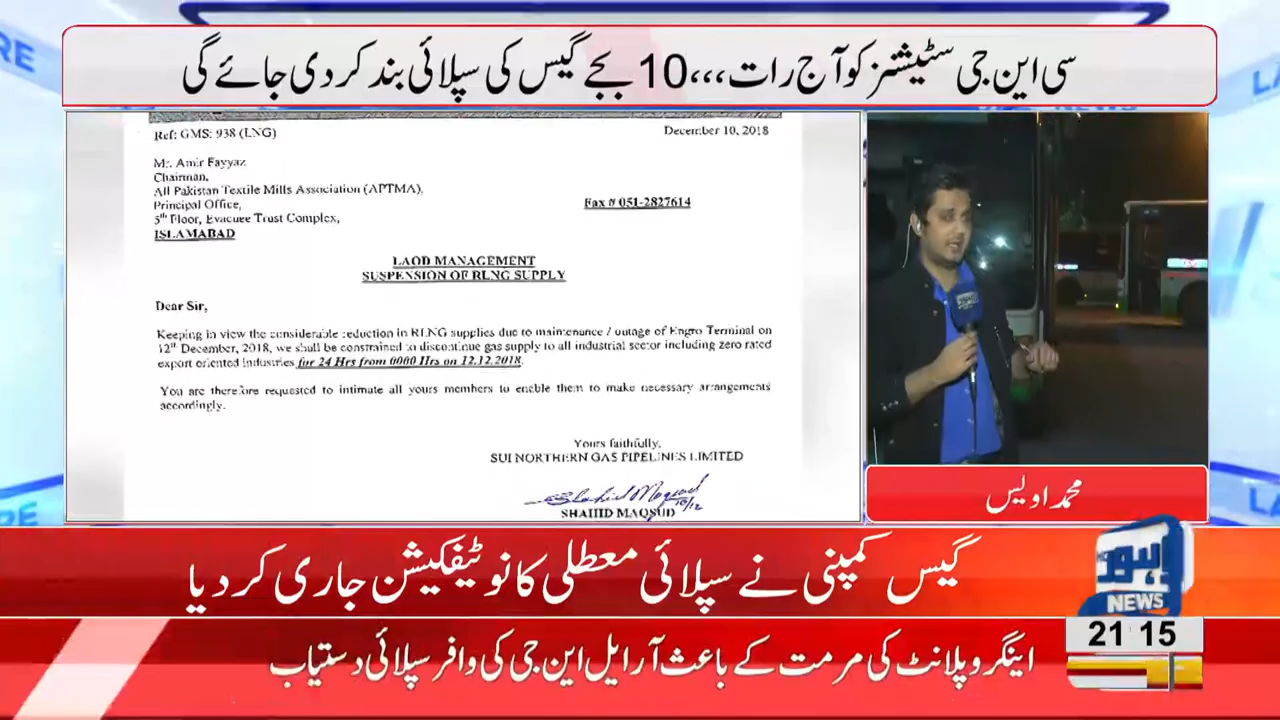 سی این جی سٹیشنز کو آج رات،،،10 بجے گیس کی سپلائی بند کر دی جائے گی
Ref: GMS: 938 (LNG)
December 10, 2018
Mr. Amir Fayyaz
Chairman,
All Pakistan Textile Mills Association (APTMA),
Principal Office,
Fax # 051-2827614
5th Floor, Evacuee Trust Complex,
ISLAMABAD
LAOD MANAGEMENT
SUSPENSION OF RLNG SUPPLY
Dear Sir,
Keeping in view the considerable reduction in RLNG supplies due to maintenance / outage of Engro Terminal on
12th December, 2018, we shall be constrained to discontinue gas supply to all industrial sector including zero rated
export oriented industries for 24 Hrs from 0000 Hrs on 12.12.2018.
You are therefore requested to intimate all yours members to enable them to make necessary arrangements
accordingly.
Yours faithfully,
SUI NORTHERN GAS PIPELINES LIMITED
10/12
SHAHID MAQSUD
محمد اویس
گیس کمپنی نے سپلائی معطلی کا نوٹیفکیشن جاری کر دیا
لاہور
NEWS
21 15
اینگرو پلانٹ کی مرمت کے باعث آر ایل این جی کی وافر سپلائی دستیاب